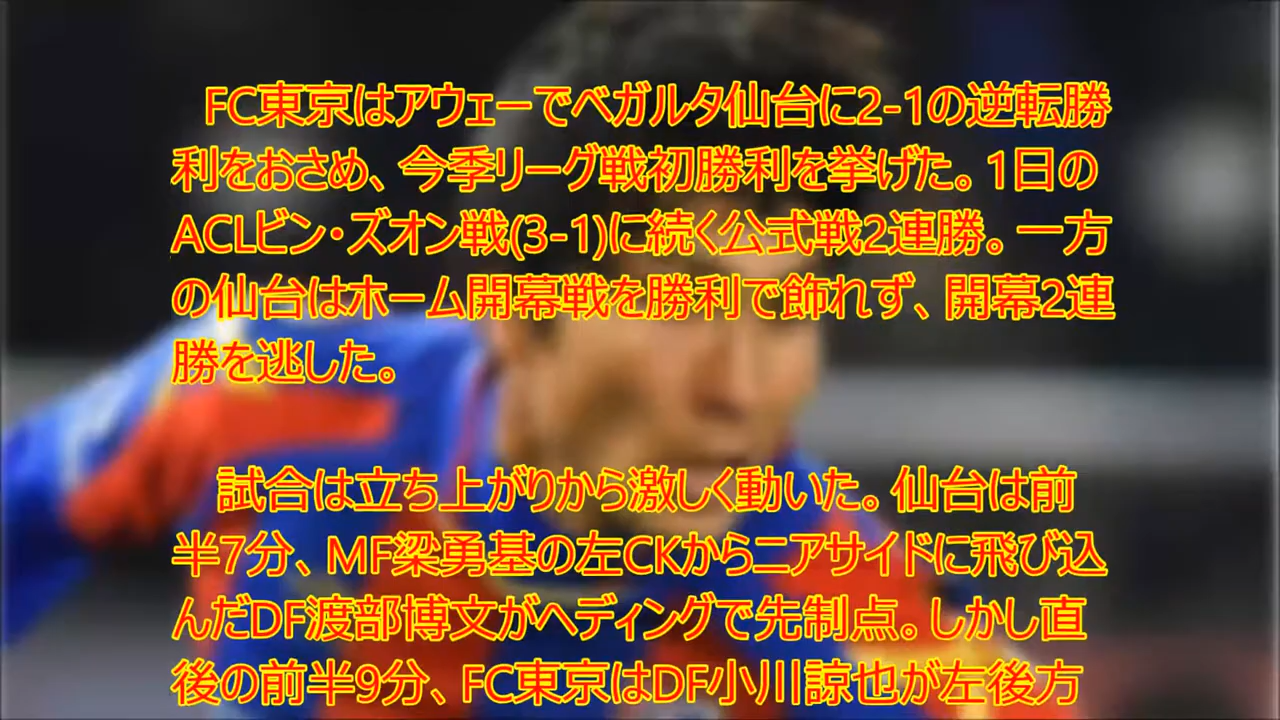 FC東京はアウェーでベガルタ仙台に2-1の逆転勝
利をおさめ、今季リーグ戦初勝利を挙げた。1日の
ACLビン・ズオン戦(3-1)に続く公式戦2連勝。一方
の仙台はホーム開幕戦を勝利で飾れず、開幕2連
勝を逃した。
試合は立ち上がりから激しく動いた。仙台は前
半7分、MF梁勇基の左CKからニアサイドに飛び込
んだDF渡部博文がヘディングで先制点。しかし直
後の前半9分、FC東京はDF小川諒也が左後方